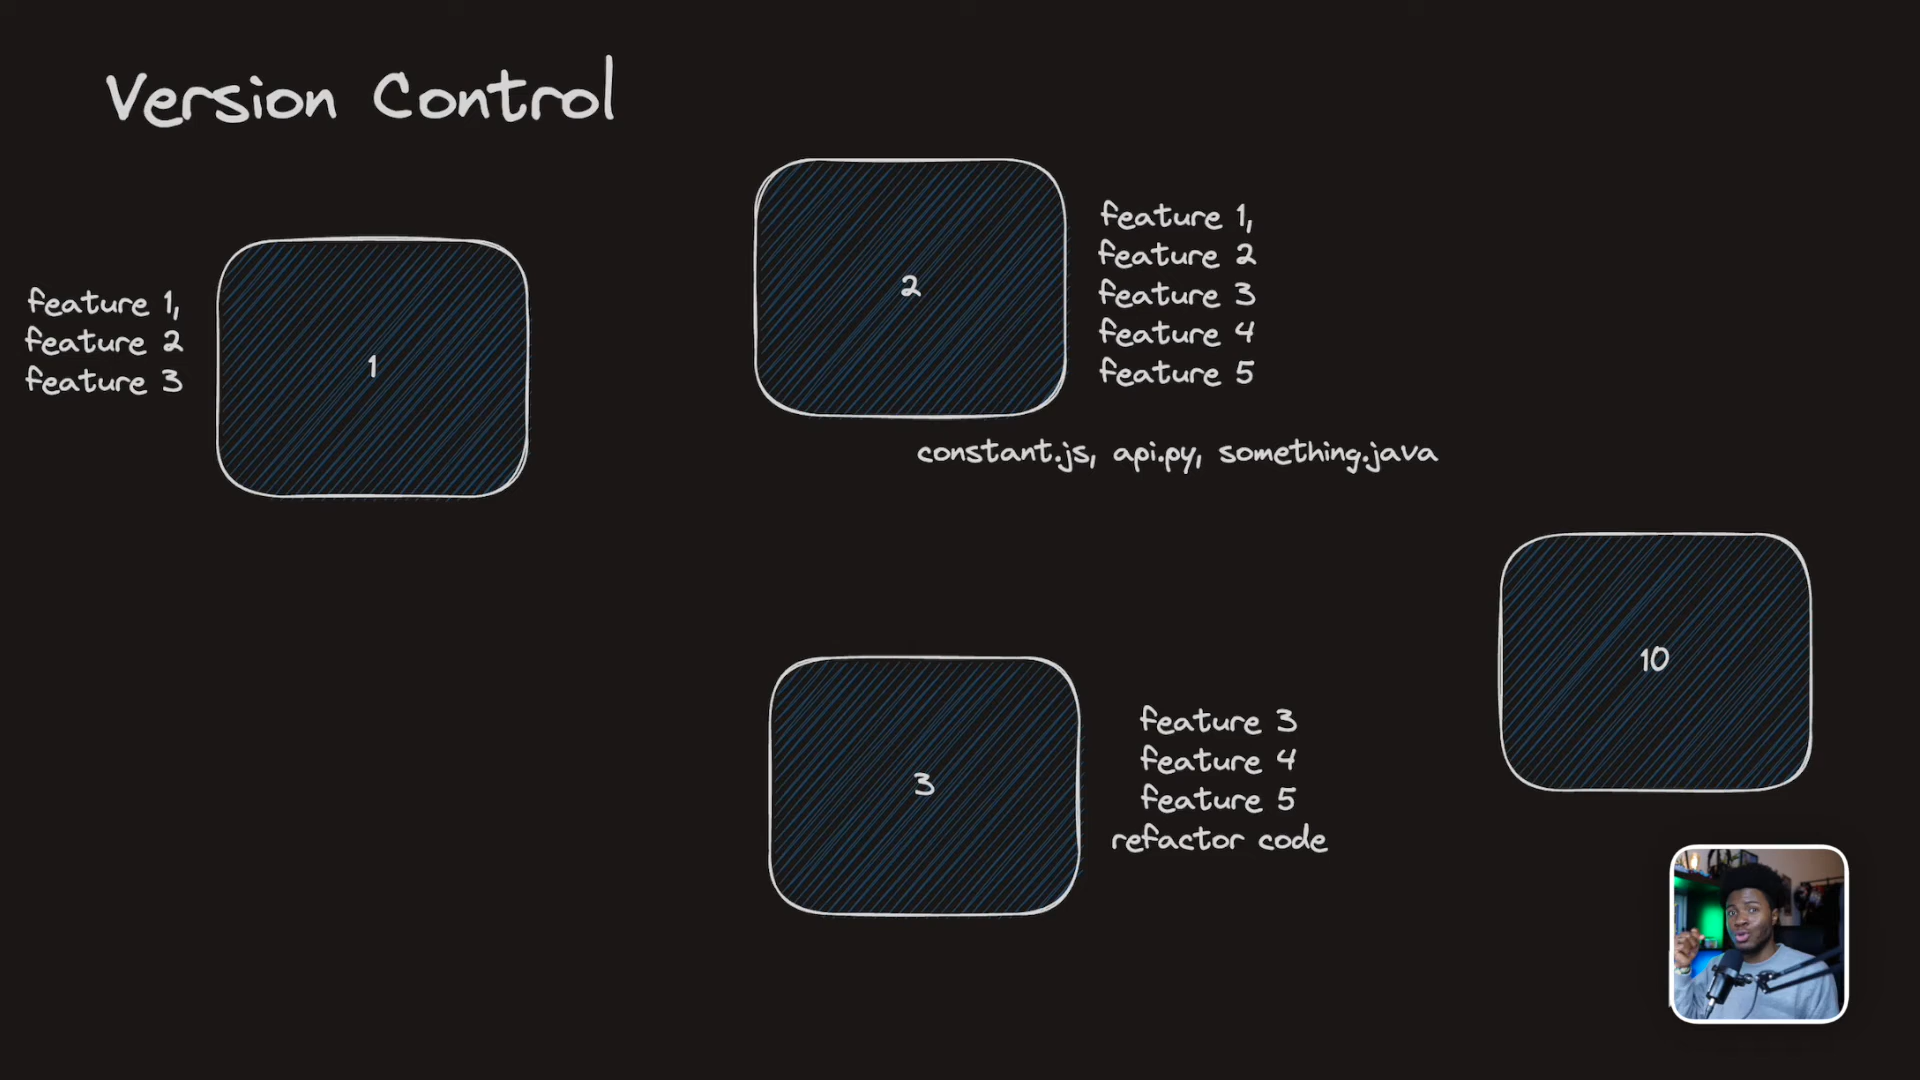 Version Control
feature 1,
feature 2
feature 3
1
2
feature 1,
feature 2
feature 3
feature 4
feature 5
constant.js, api.py, something.java
3
feature 3
feature 4
feature 5
refactor code
10